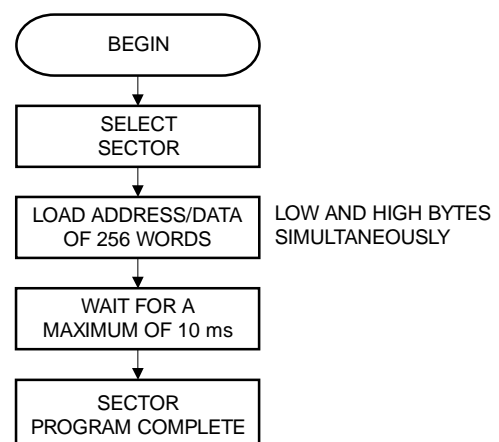 BEGIN
SELECT
SECTOR
LOAD ADDRESS/DATA
OF 256 WORDS
LOW AND HIGH BYTES
SIMULTANEOUSLY
WAIT FOR A
MAXIMUM OF 10 ms
SECTOR
PROGRAM COMPLETE